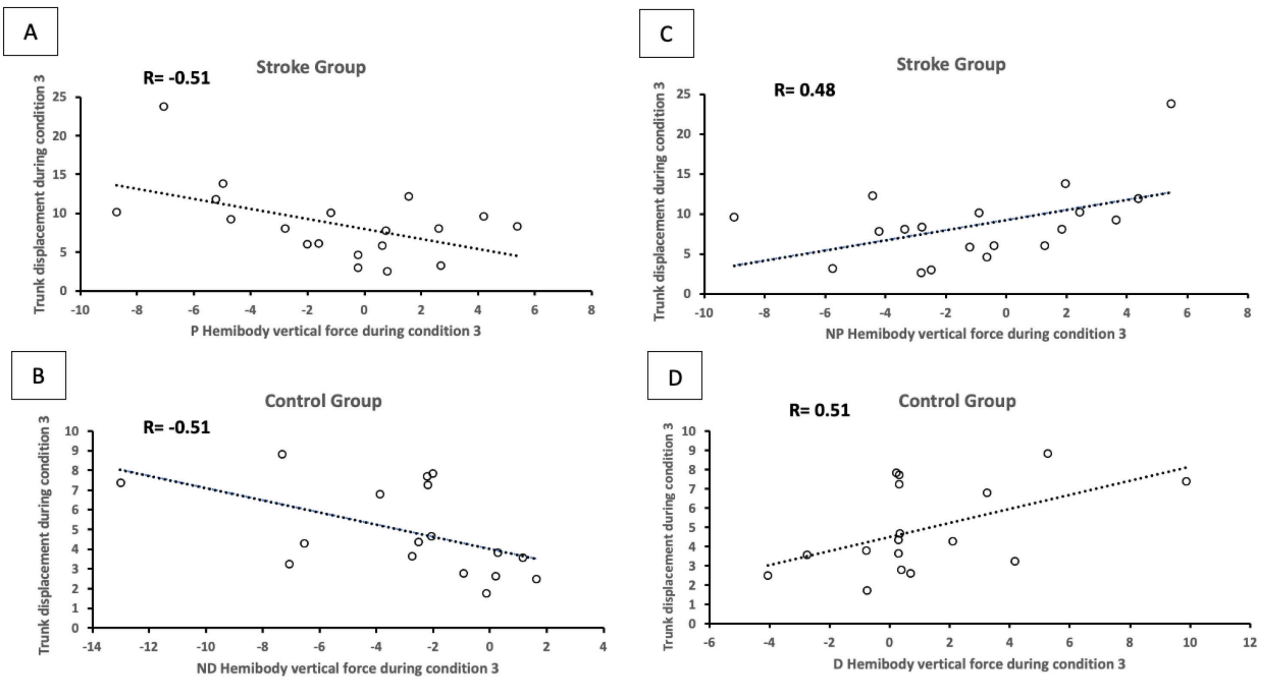 A
Stroke Group
R= -0.51
Trunk displacement during condition 3
25
20
15
10
5
0
-10 -8 -6 -4 -2 0 2 4 6 8
P Hemibody vertical force during condition 3
C
Stroke Group
R= 0.48
Trunk displacement during condition 3
25
20
15
10
5
0
-10 -8 -6 -4 -2 0 2 4 6 8
NP Hemibody vertical force during condition 3
B
Control Group
R= -0.51
Trunk displacement during condition 3
10
9
8
7
6
5
4
3
2
1
0
-14 -12 -10 -8 -6 -4 -2 0 2 4
ND Hemibody vertical force during condition 3
D
Control Group
R= 0.51
Trunk displacement during condition 3
10
9
8
7
6
5
4
3
2
1
0
-6 -4 -2 0 2 4 6 8 10 12
D Hemibody vertical force during condition 3